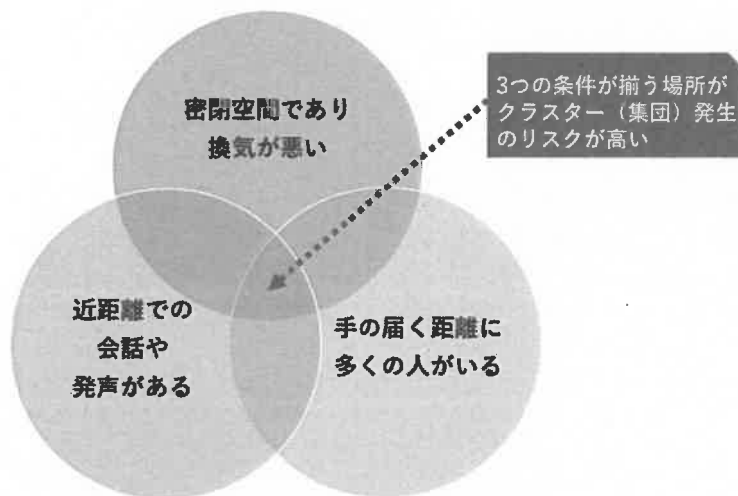 密閉空間であり
換気が悪い
3つの条件が揃う場所が
クラスター（集団）発生
のリスクが高い
近距離での
会話や
発声がある
手の届く距離に
多くの人がいる